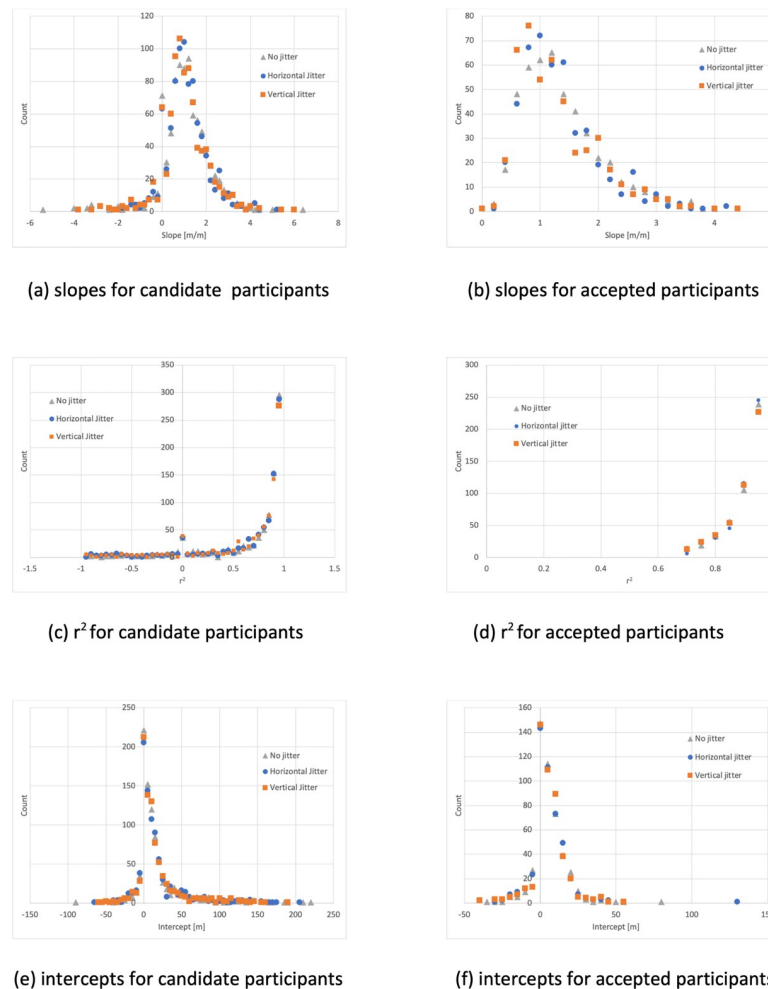 120
100
80
60
40
20
0
-6 -4 -2 0 2 4 6 8
Count
Slope [m/m]
No jitter
Horizontal Jitter
Vertical Jitter
80
70
60
50
40
30
20
10
0
0 1 2 3 4 5
Count
Slope [m/m]
No jitter
Horizontal jitter
Vertical jitter
(a) slopes for candidate participants
(b) slopes for accepted participants
350
300
250
200
150
100
50
-1.5 -1 -0.5 0 0.5 1 1.5
Count
r²
No jitter
Horizontal Jitter
Vertical Jitter
300
250
200
150
100
50
0
0 0.2 0.4 0.6 0.8
Count
r²
No jitter
Horizontal jitter
Vertical jitter
(c) r² for candidate participants
(d) r² for accepted participants
250
200
150
100
50
0
-150 -100 -50 0 50 100 150 200 250
Count
Intercept [m]
No jitter
Horizontal Jitter
Vertical Jitter
160
140
120
100
80
60
40
20
0
-50 0 50 100
Count
Intercept [m]
No jitter
Horizontal jitter
Vertical jitter
(e) intercepts for candidate participants
(f) intercepts for accepted participants